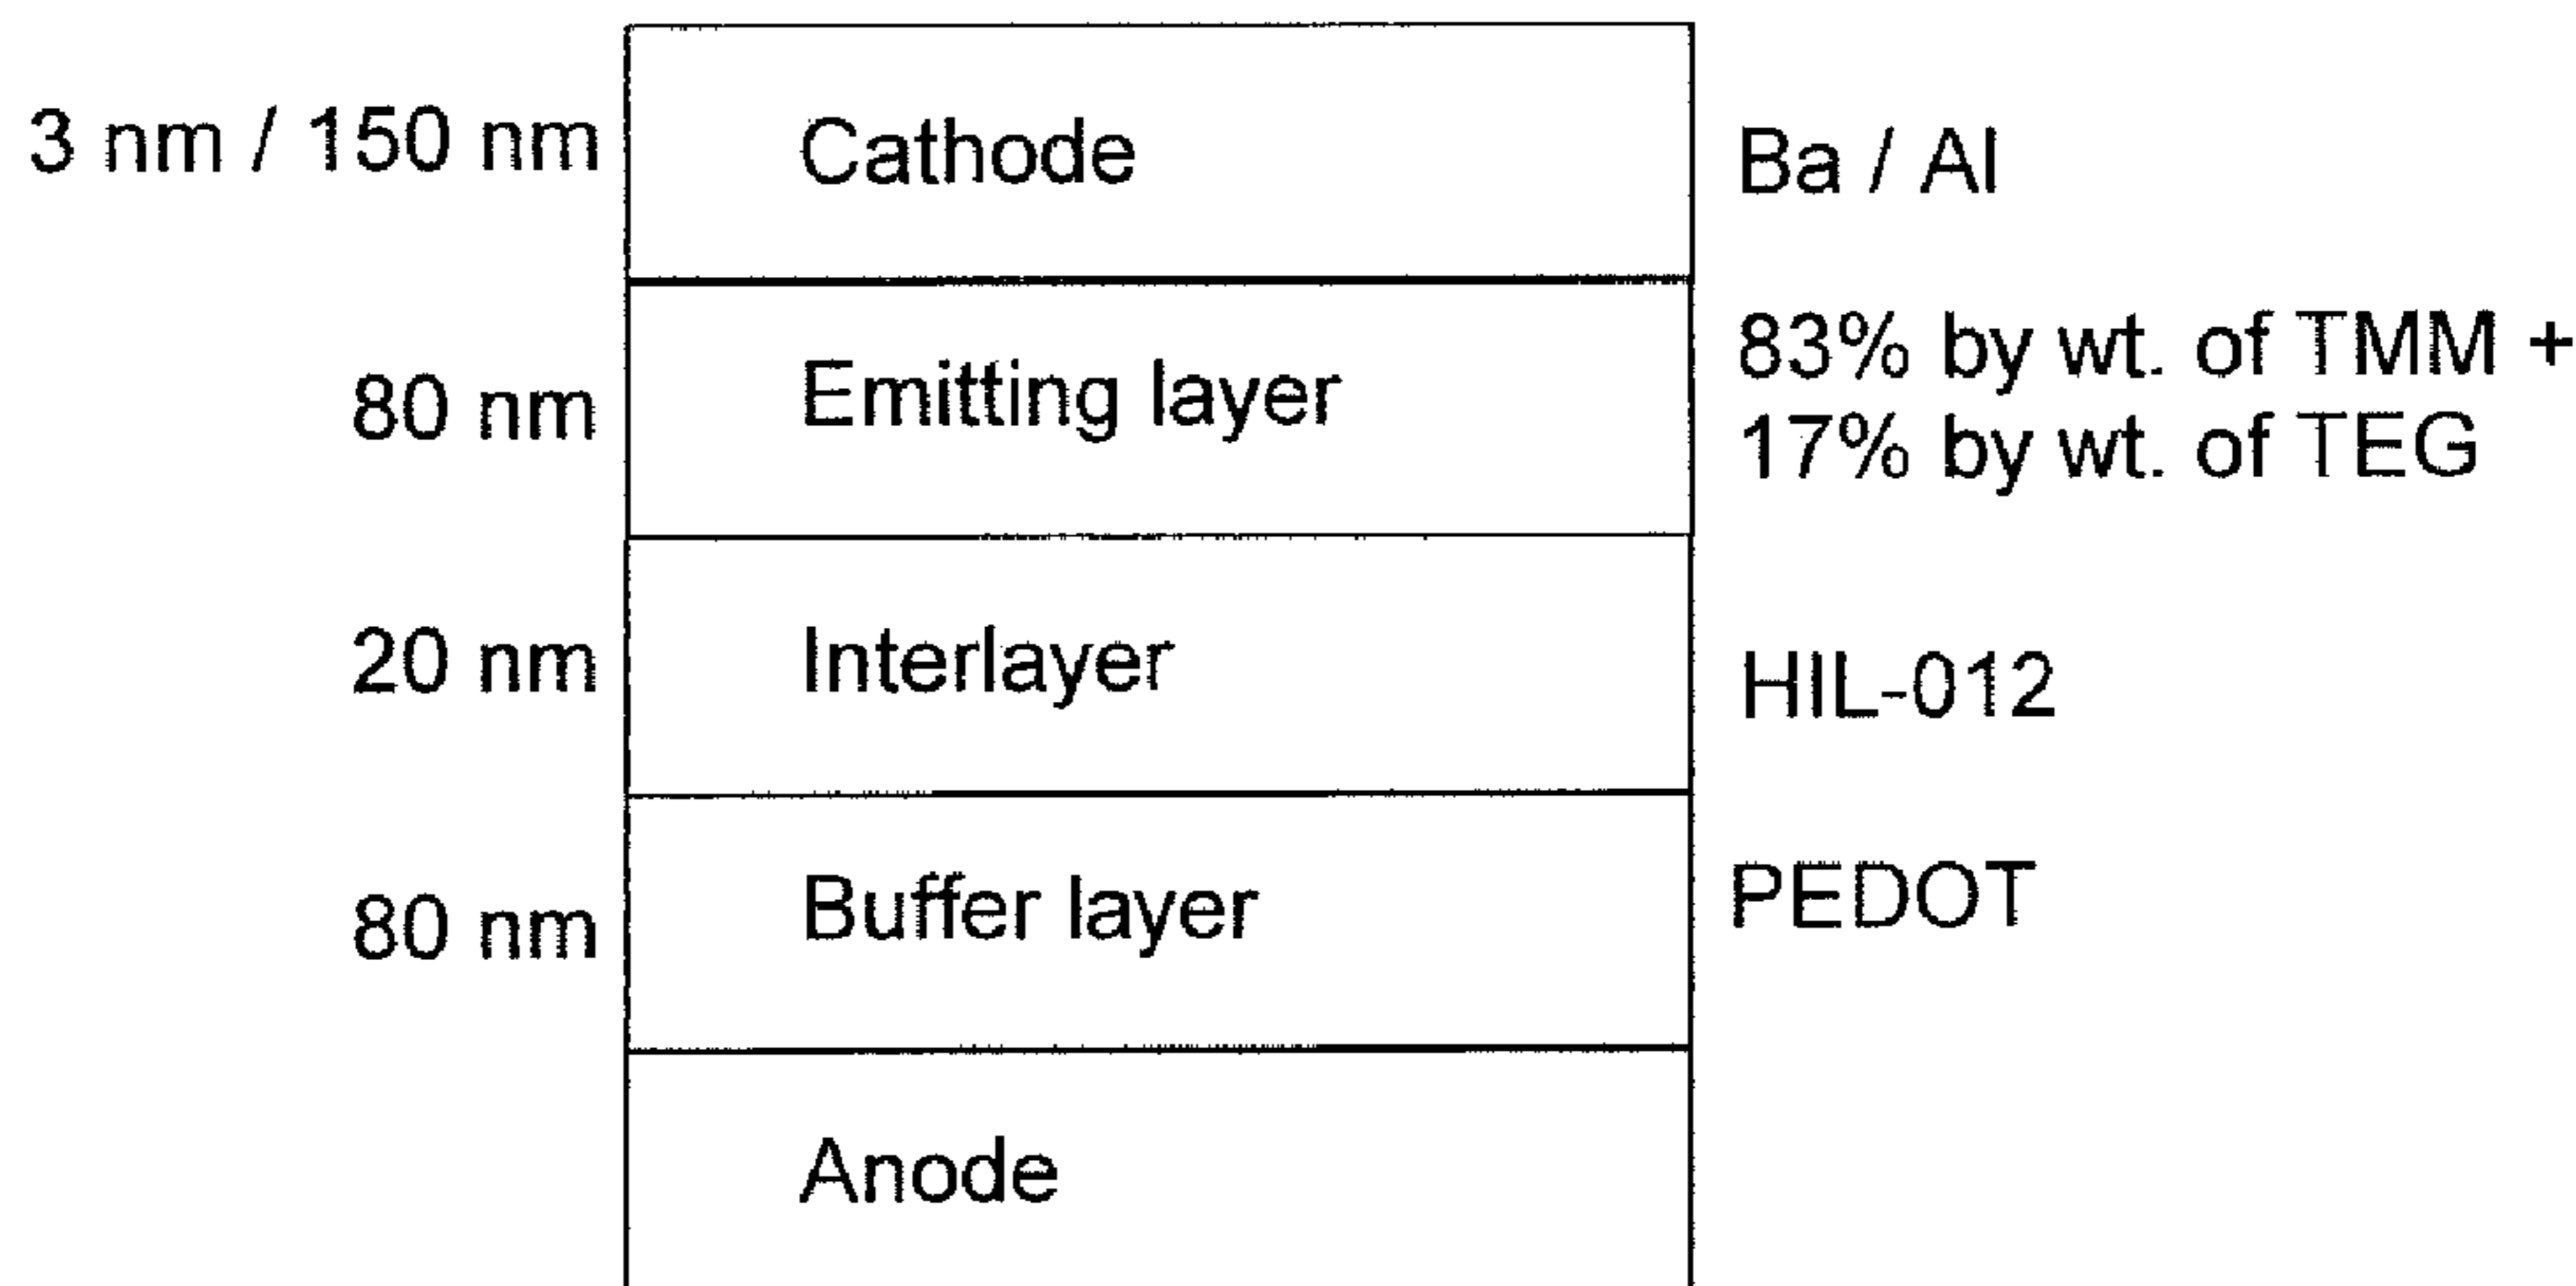 3 nm / 150 nm
Cathode
Ba / Al
80 nm
Emitting layer
83% by wt. of TMM +
17% by wt. of TEG
20 nm
Interlayer
HIL-012
80 nm
Buffer layer
PEDOT
Anode